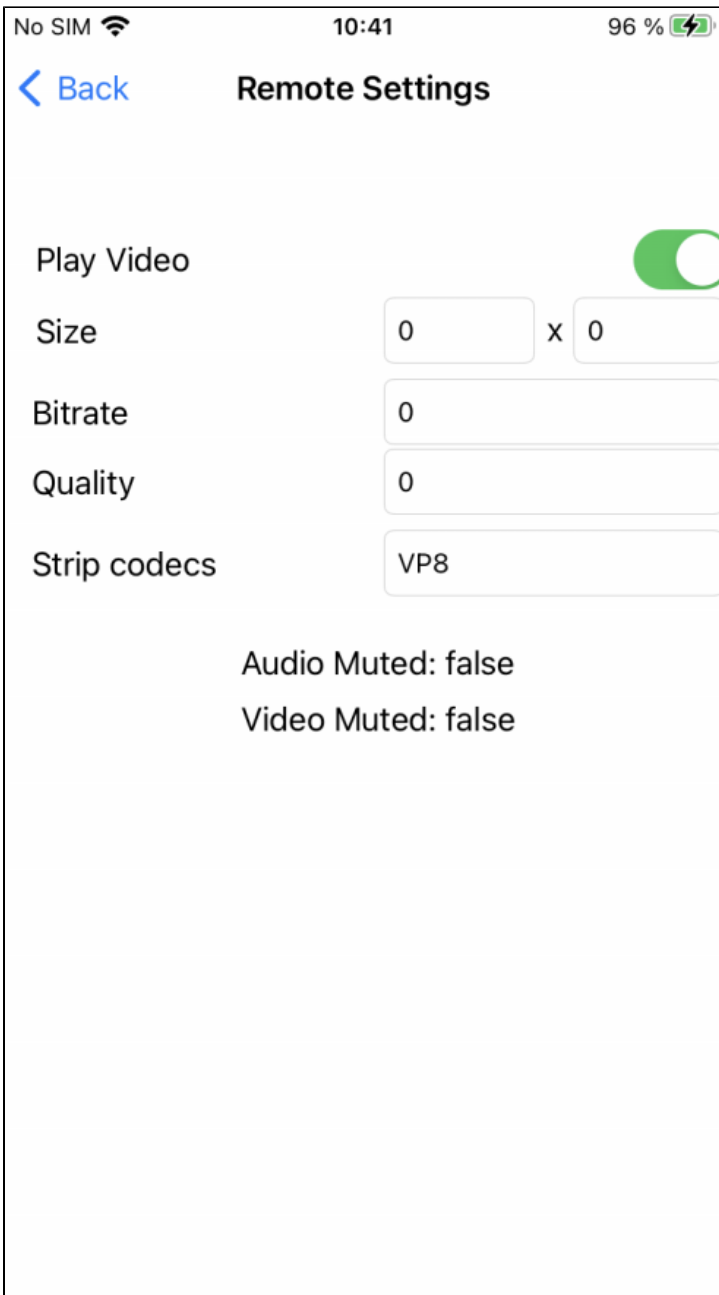 No SIM 10:41 96 %
Back Remote Settings
Play Video
Size 0 x 0
Bitrate 0
Quality 0
Strip codecs VP8
Audio Muted: false
Video Muted: false